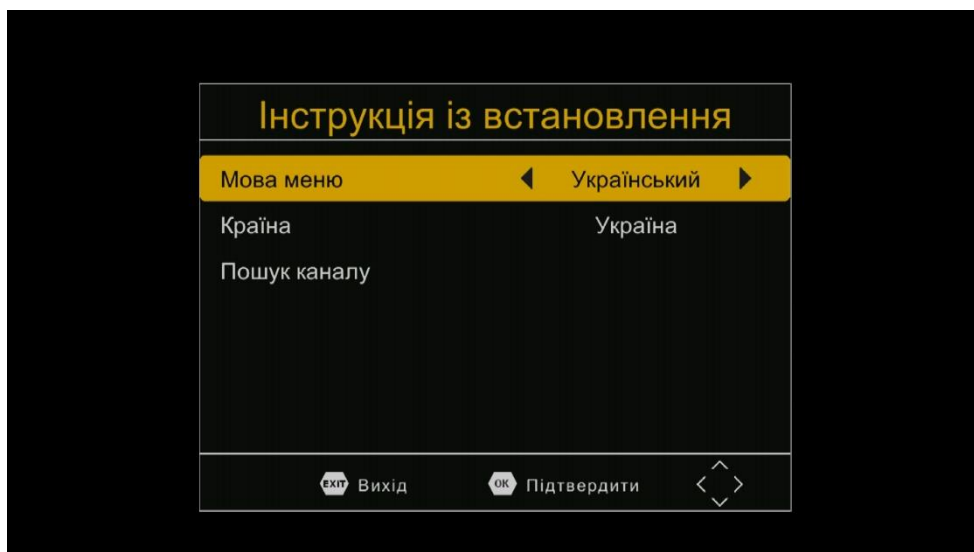 Інструкція із встановлення
Мова меню Український
Країна Україна
Пошук каналу
EXIT Вихід OK Підтвердити